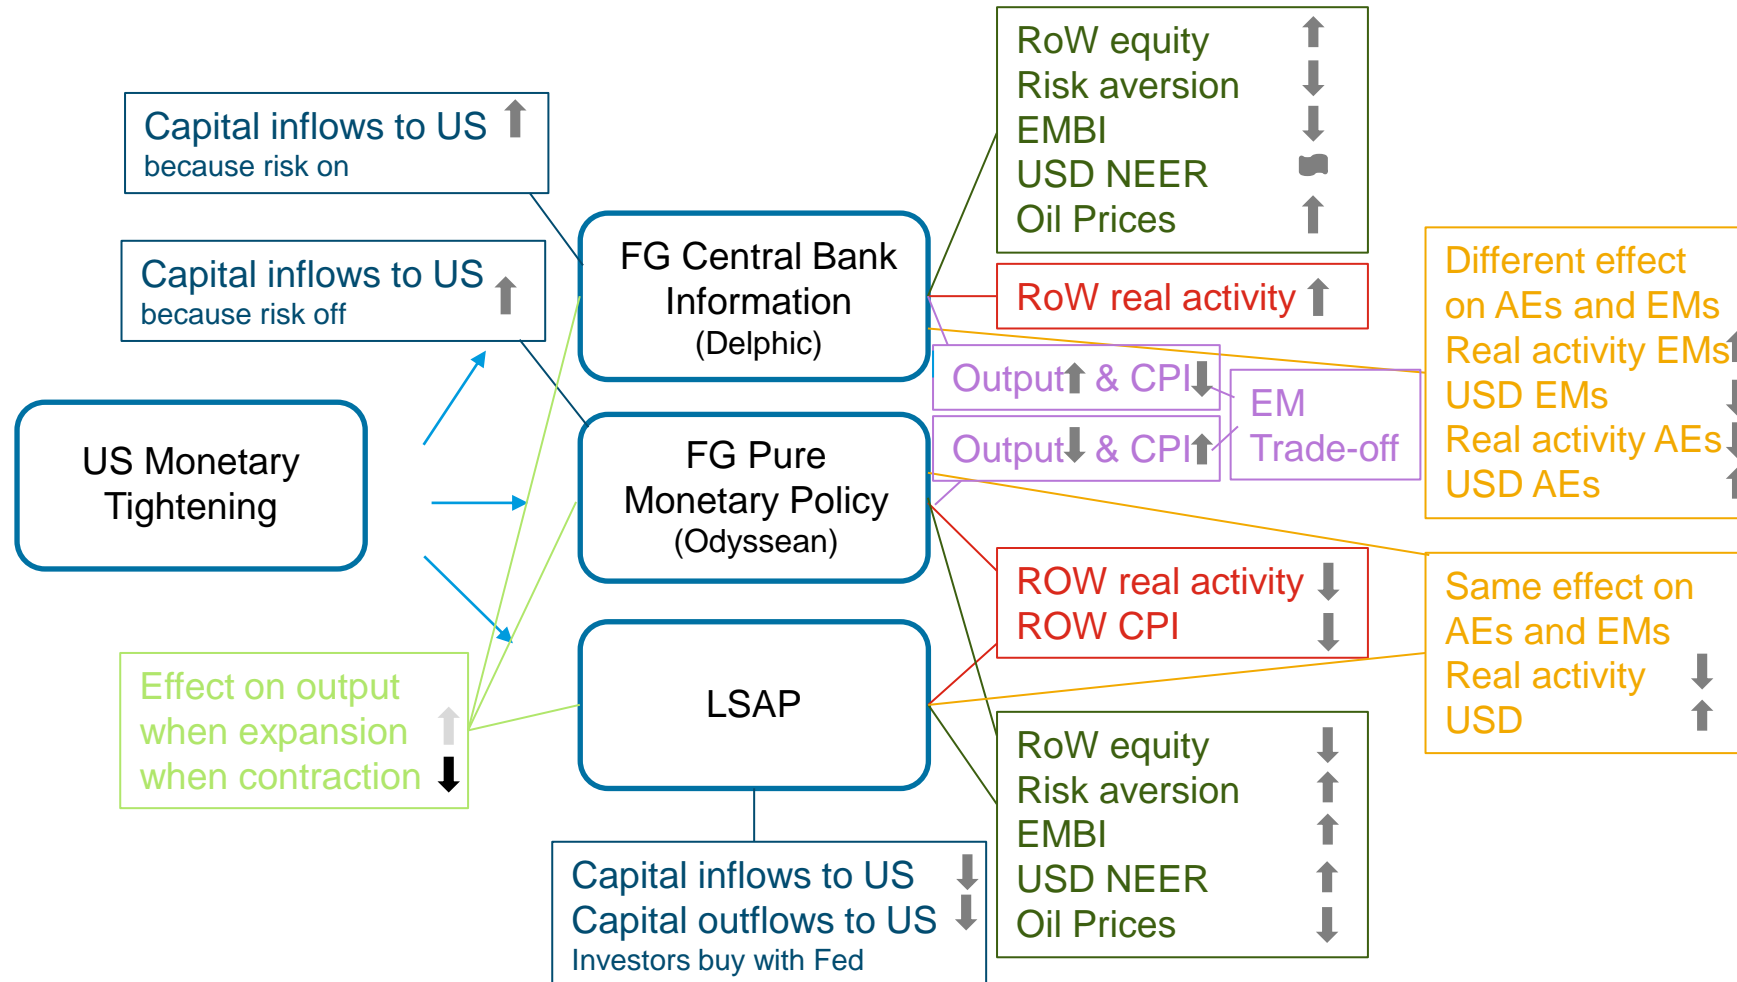 Capital inflows to US
because risk on
Capital inflows to US
because risk off
US Monetary
Tightening
Effect on output
when expansion
when contraction
FG Central Bank
Information
(Delphic)
FG Pure
Monetary Policy
(Odyssean)
LSAP
Capital inflows to US
Capital outflows to US
Investors buy with Fed
RoW equity
Risk aversion
EMBI
USD NEER
Oil Prices
RoW real activity
Output & CPI
Output & CPI
EM
Trade-off
ROW real activity
ROW CPI
RoW equity
Risk aversion
EMBI
USD NEER
Oil Prices
Different effect
on AEs and EMs
Real activity EMs
USD EMs
Real activity AEs
USD AEs
Same effect on
AEs and EMs
Real activity
USD